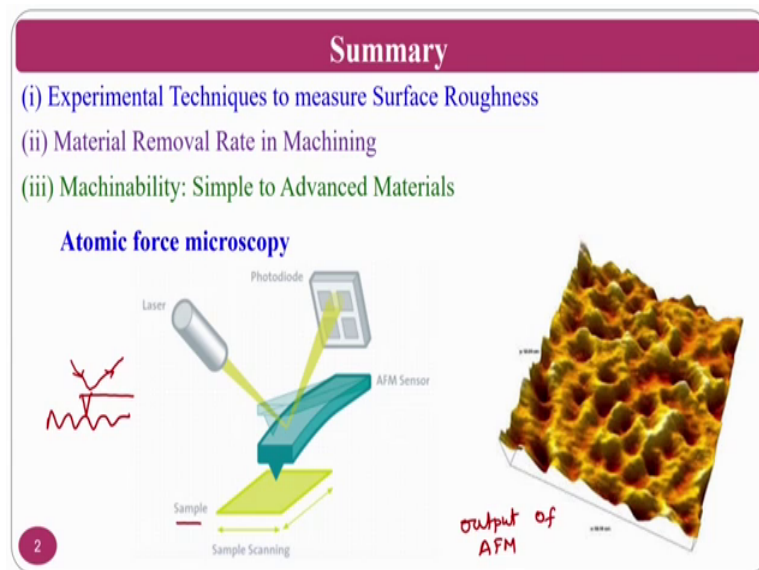 Summary
(i) Experimental Techniques to measure Surface Roughness
(ii) Material Removal Rate in Machining
(iii) Machinability: Simple to Advanced Materials
Atomic force microscopy
Photodiode
Laser
AFM Sensor
Sample
Sample Scanning
output of
AFM
2